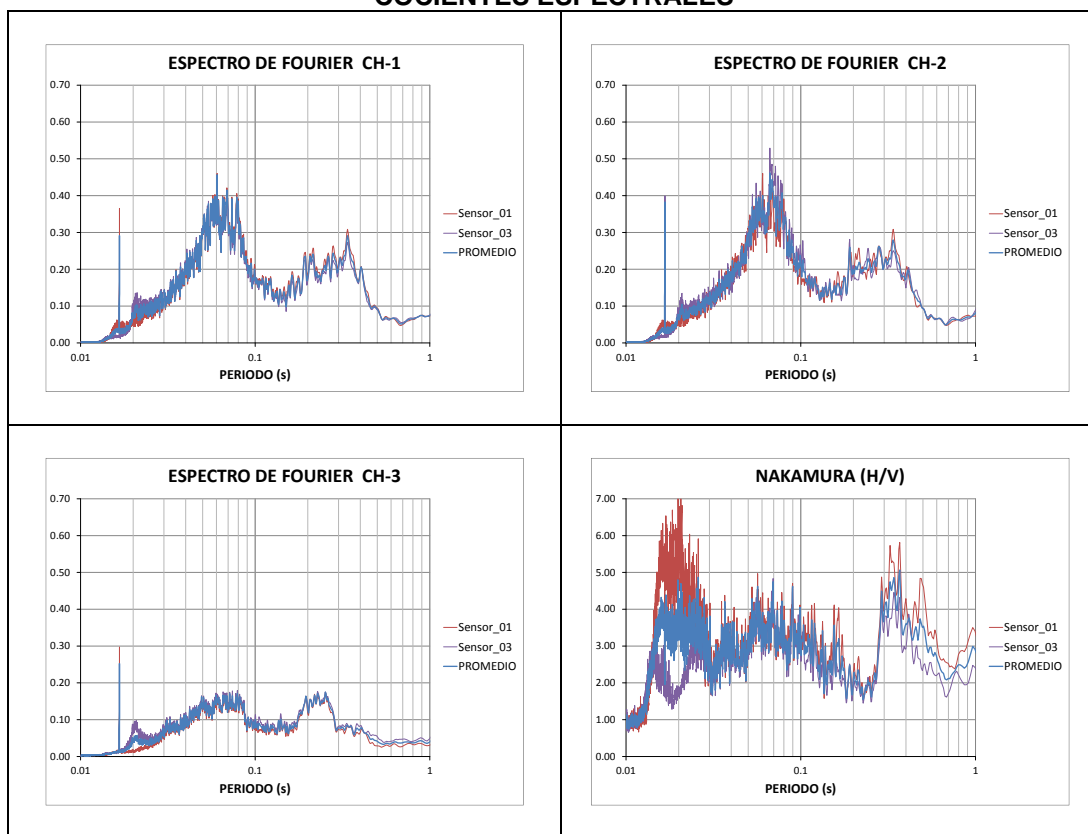 COCIENTES ESPECTRALES
ESPECTRO DE FOURIER CH-1
0.70
0.60
0.50
0.40
0.30
0.20
0.10
0.00
0.01
0.1
1
PERIODO (s)
Sensor_01
Sensor_03
PROMEDIO
ESPECTRO DE FOURIER CH-2
0.70
0.60
0.50
0.40
0.30
0.20
0.10
0.00
0.01
0.1
1
PERIODO (s)
Sensor_01
Sensor_03
PROMEDIO
ESPECTRO DE FOURIER CH-3
0.70
0.60
0.50
0.40
0.30
0.20
0.10
0.00
0.01
0.1
1
PERIODO (s)
Sensor_01
Sensor_03
PROMEDIO
NAKAMURA (H/V)
7.00
6.00
5.00
4.00
3.00
2.00
1.00
0.00
0.01
0.1
1
PERIODO (s)
Sensor_01
Sensor_03
PROMEDIO